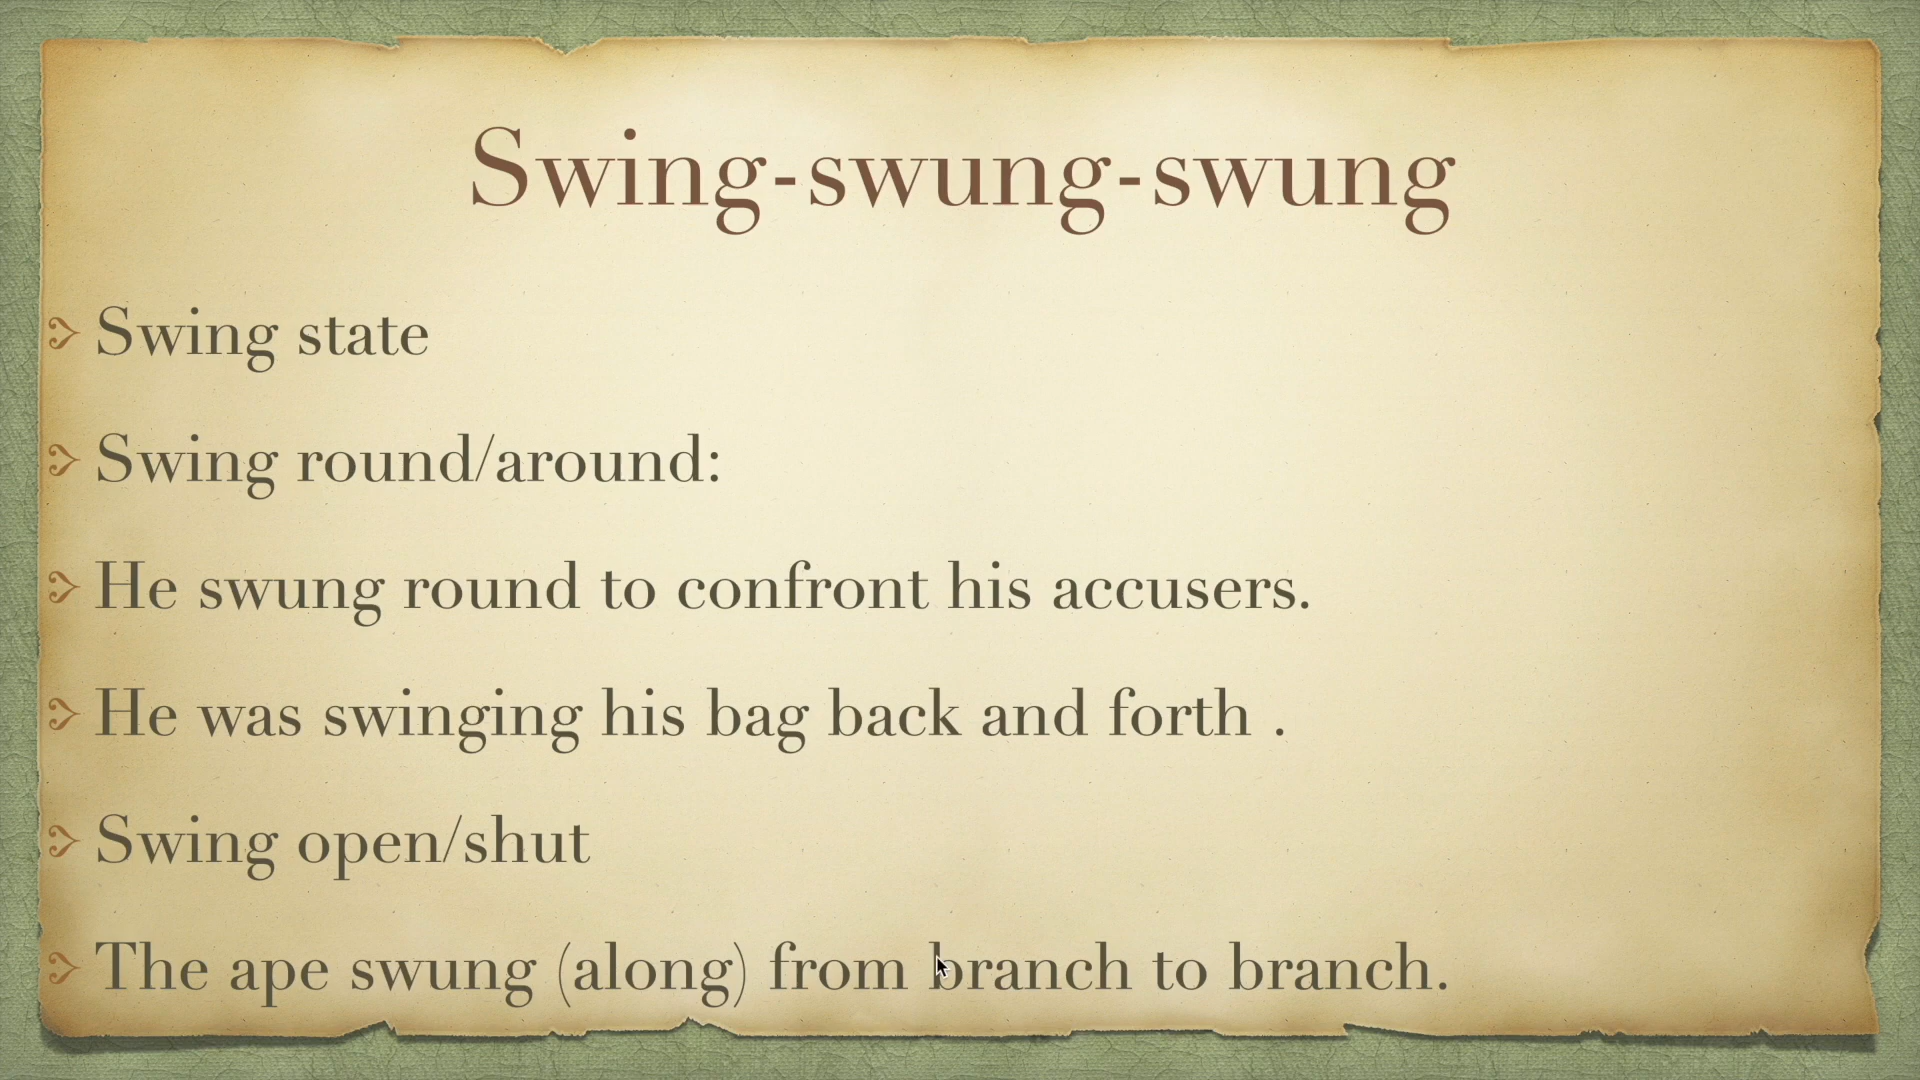 Swing-swung-swung
Swing state
Swing round/around:
He swung round to confront his accusers.
He was swinging his bag back and forth .
Swing open/shut
The ape swung (along) from branch to branch.